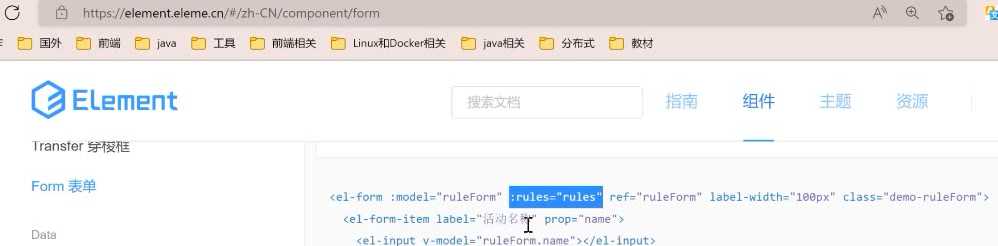 https://element.eleme.cn/#/zh-CN/component/form
国外 前端 java 工具 前端相关 Linux和Docker相关 java相关 分布式 教材
Element
搜索文档
指南 组件 主题 资源
Transfer 穿梭框
Form 表单
Data
<el-form :model="ruleForm" :rules="rules" ref="ruleForm" label-width="100px" class="demo-ruleForm">
<el-form-item label="活动名称" prop="name">
<el-input v-model="ruleForm.name"></el-input>